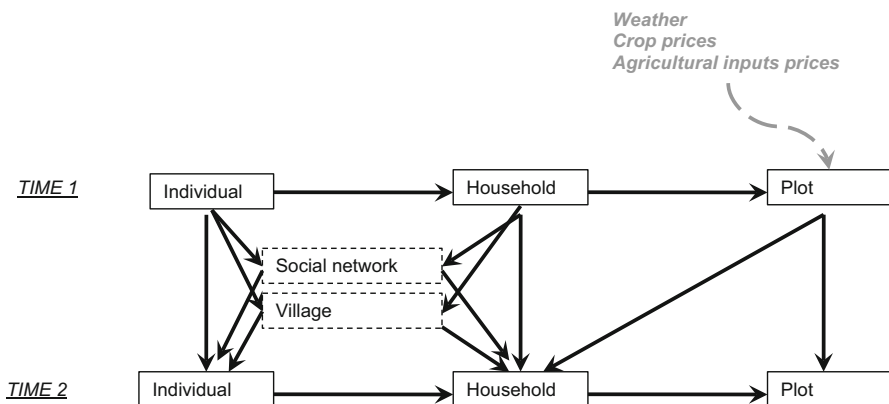 Weather
Crop prices
Agricultural inputs prices
TIME 1
Individual
Household
Plot
Social network
Village
TIME 2
Individual
Household
Plot